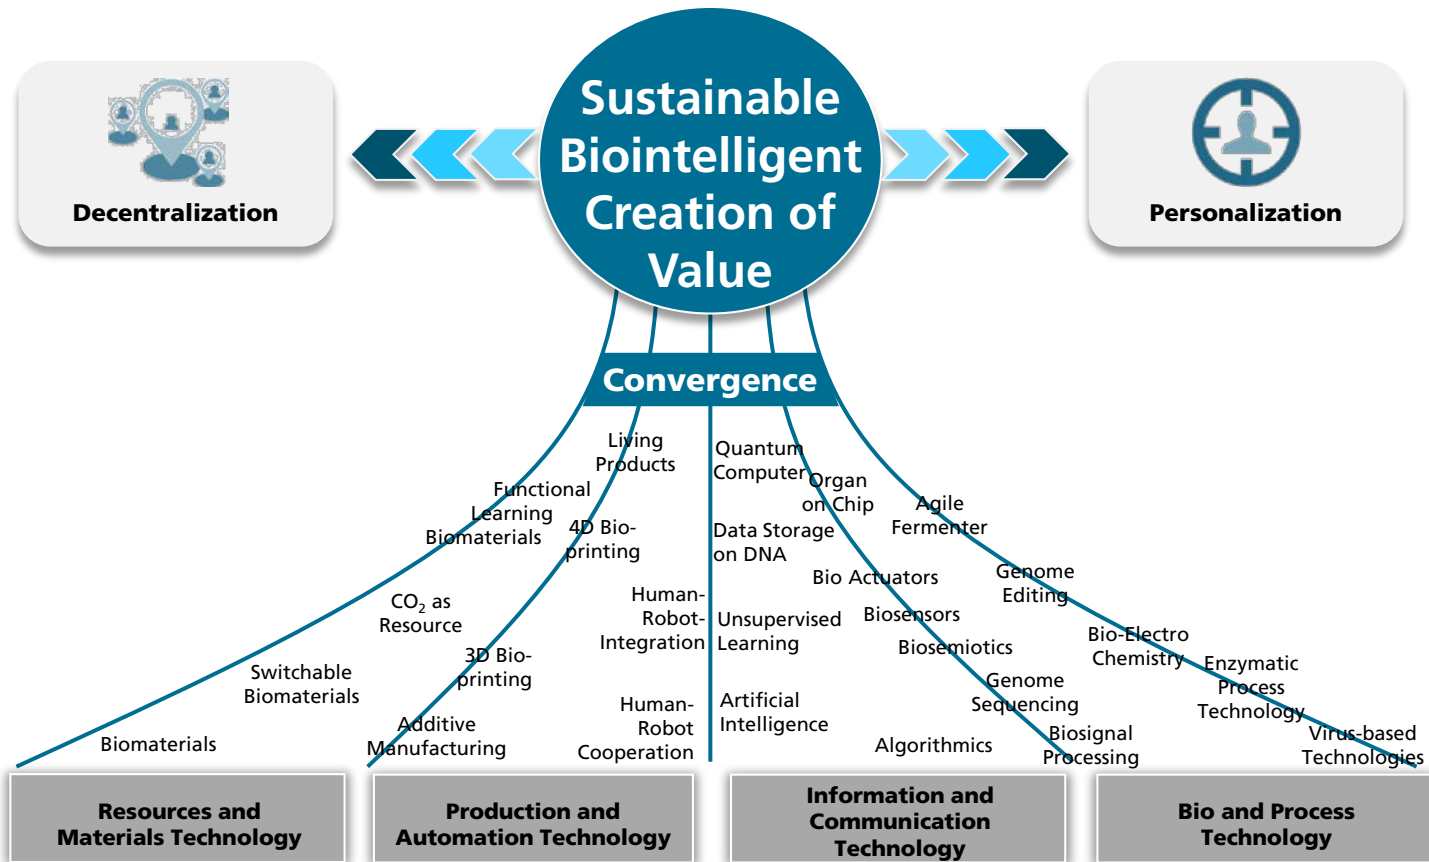 Sustainable
Biointelligent
Creation of
Value
Decentralization
Personalization
Convergence
Living
Products
Quantum
Computer
Functional
Learning
Biomaterials
Organ
on Chip
Agile
Fermenter
4D Bio-
printing
Data Storage
on DNA
Bio Actuators
Genome
Editing
CO₂ as
Resource
Human-
Robot-
Integration
Unsupervised
Learning
Biosensors
Biosemiotics
Bio-Electro
Chemistry
Switchable
Biomaterials
3D Bio-
printing
Genome
Sequencing
Enzymatic
Process
Technology
Biomaterials
Additive
Manufacturing
Human-
Robot
Cooperation
Artificial
Intelligence
Algorithmics
Biosignal
Processing
Virus-based
Technologies
Resources and
Materials Technology
Production and
Automation Technology
Information and
Communication
Technology
Bio and Process
Technology